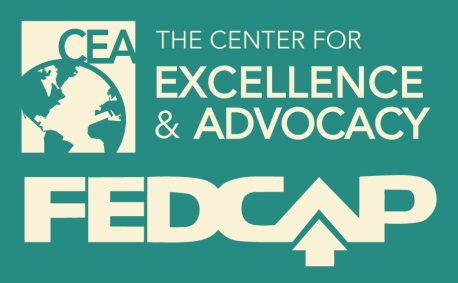 CEA
THE CENTER FOR
EXCELLENCE
& ADVOCACY
FEDCAP